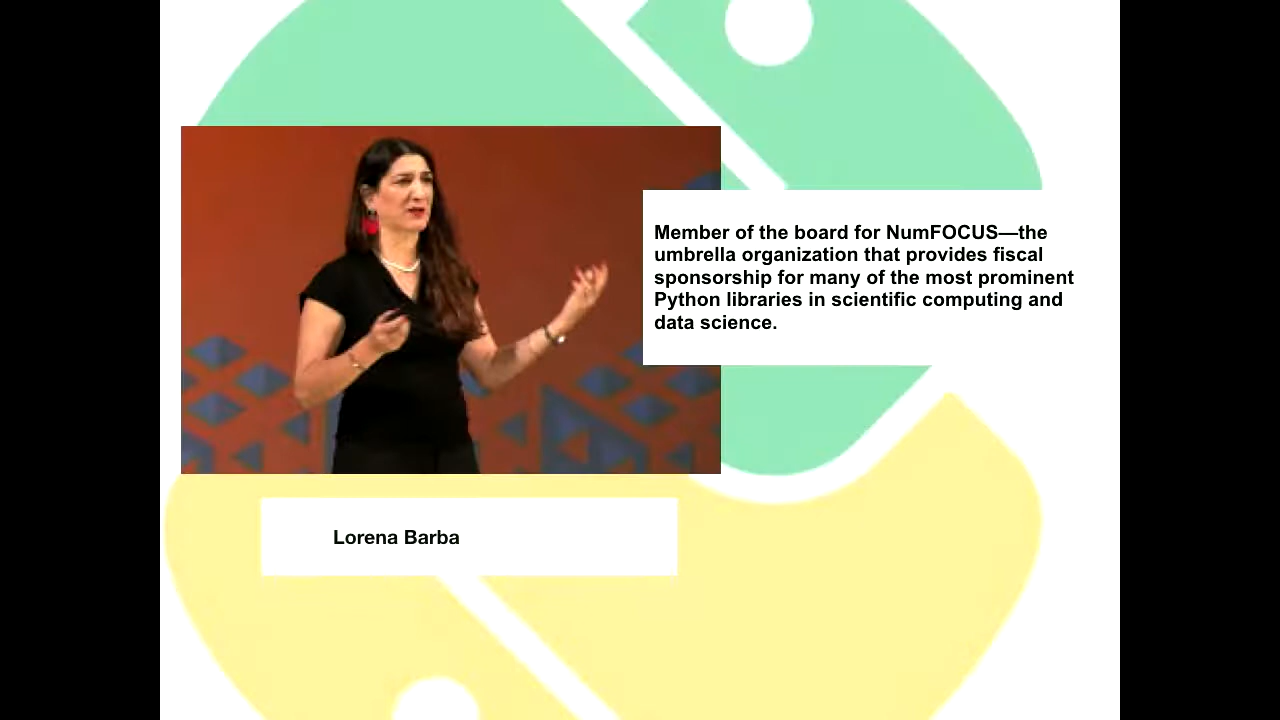 Member of the board for NumFOCUS—the
umbrella organization that provides fiscal
sponsorship for many of the most prominent
Python libraries in scientific computing and
data science.
Lorena Barba